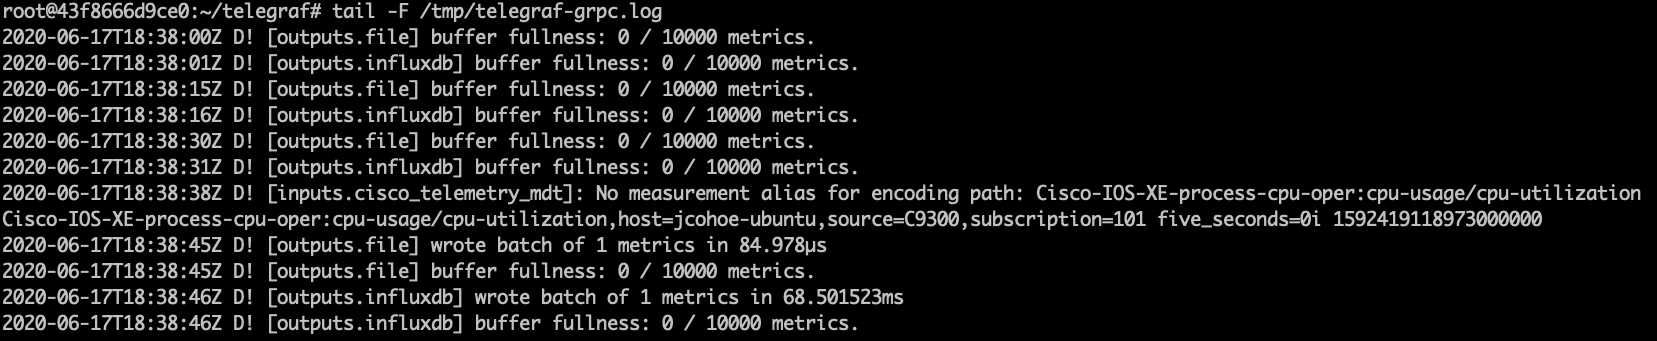 root@43f8666d9ce0:~/telegraf# tail -F /tmp/telegraf-grpc.log
2020-06-17T18:38:00Z D! [outputs.file] buffer fullness: 0 / 10000 metrics.
2020-06-17T18:38:01Z D! [outputs.influxdb] buffer fullness: 0 / 10000 metrics.
2020-06-17T18:38:15Z D! [outputs.file] buffer fullness: 0 / 10000 metrics.
2020-06-17T18:38:16Z D! [outputs.influxdb] buffer fullness: 0 / 10000 metrics.
2020-06-17T18:38:30Z D! [outputs.file] buffer fullness: 0 / 10000 metrics.
2020-06-17T18:38:31Z D! [outputs.influxdb] buffer fullness: 0 / 10000 metrics.
2020-06-17T18:38:38Z D! [inputs.cisco_telemetry_mdt]: No measurement alias for encoding path: Cisco-IOS-XE-process-cpu-oper:cpu-usage/cpu-utilization
Cisco-IOS-XE-process-cpu-oper:cpu-usage/cpu-utilization,host=jcohoe-ubuntu,source=C9300,subscription=101 five_seconds=0i 1592419118973000000
2020-06-17T18:38:45Z D! [outputs.file] wrote batch of 1 metrics in 84.978µs
2020-06-17T18:38:45Z D! [outputs.file] buffer fullness: 0 / 10000 metrics.
2020-06-17T18:38:46Z D! [outputs.influxdb] wrote batch of 1 metrics in 68.501523ms
2020-06-17T18:38:46Z D! [outputs.influxdb] buffer fullness: 0 / 10000 metrics.